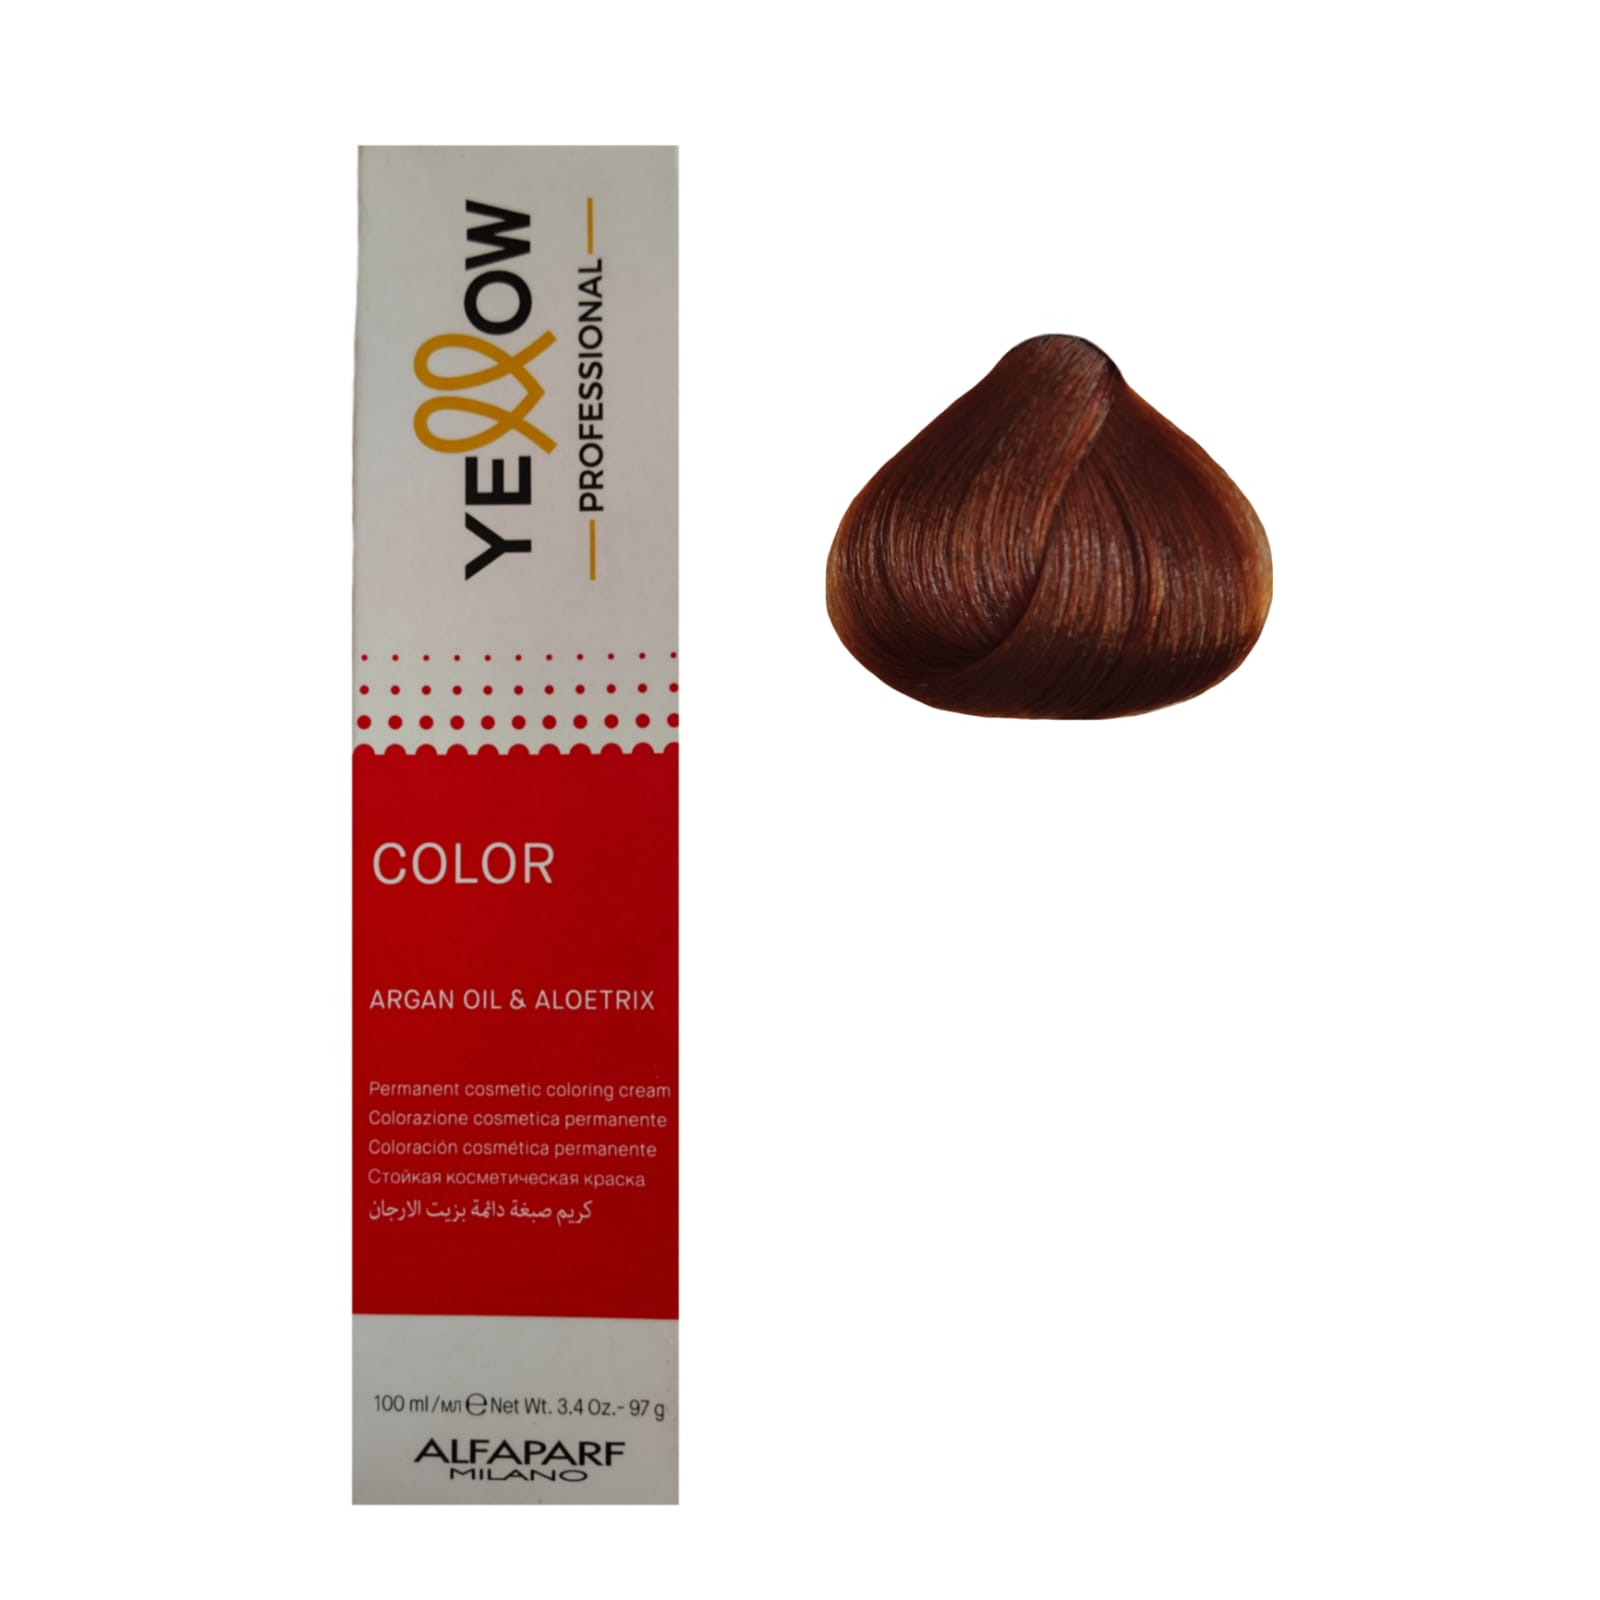 YELLOW
PROFESSIONAL
COLOR
ARGAN OIL & ALOETRIX
Permanent cosmetic coloring cream
Colorazione cosmetica permanente
Coloración cosmética permanente
Стойкая косметическая краска
كريم صبغة دائمة بزيت الارجان
100 ml/мл ℮ Net Wt. 3.4 Oz.- 97 g
ALFAPARF
MILANO